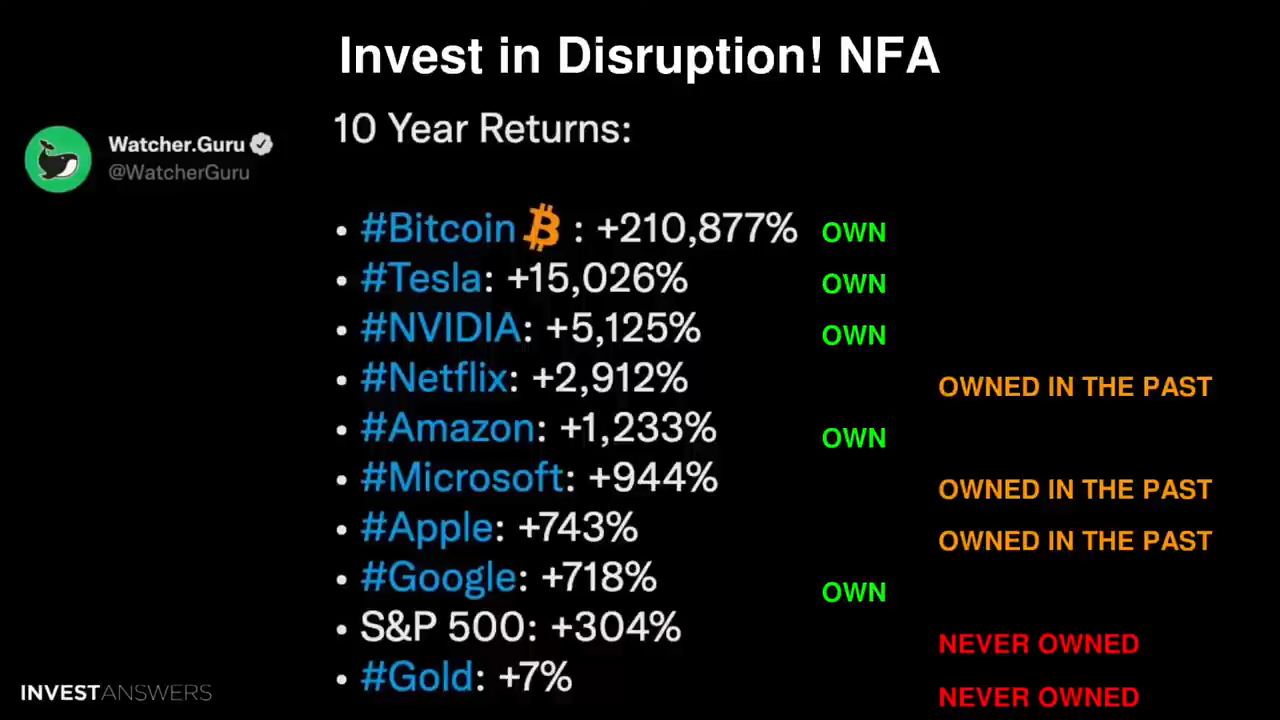 Invest in Disruption! NFA
Watcher.Guru
@WatcherGuru
10 Year Returns:
• #Bitcoin₿ : +210,877% OWN
• #Tesla: +15,026% OWN
• #NVIDIA: +5,125% OWN
• #Netflix: +2,912% OWNED IN THE PAST
• #Amazon: +1,233% OWN
• #Microsoft: +944% OWNED IN THE PAST
• #Apple: +743% OWNED IN THE PAST
• #Google: +718% OWN
• S&P 500: +304% NEVER OWNED
• #Gold: +7% NEVER OWNED
INVESTANSWERS